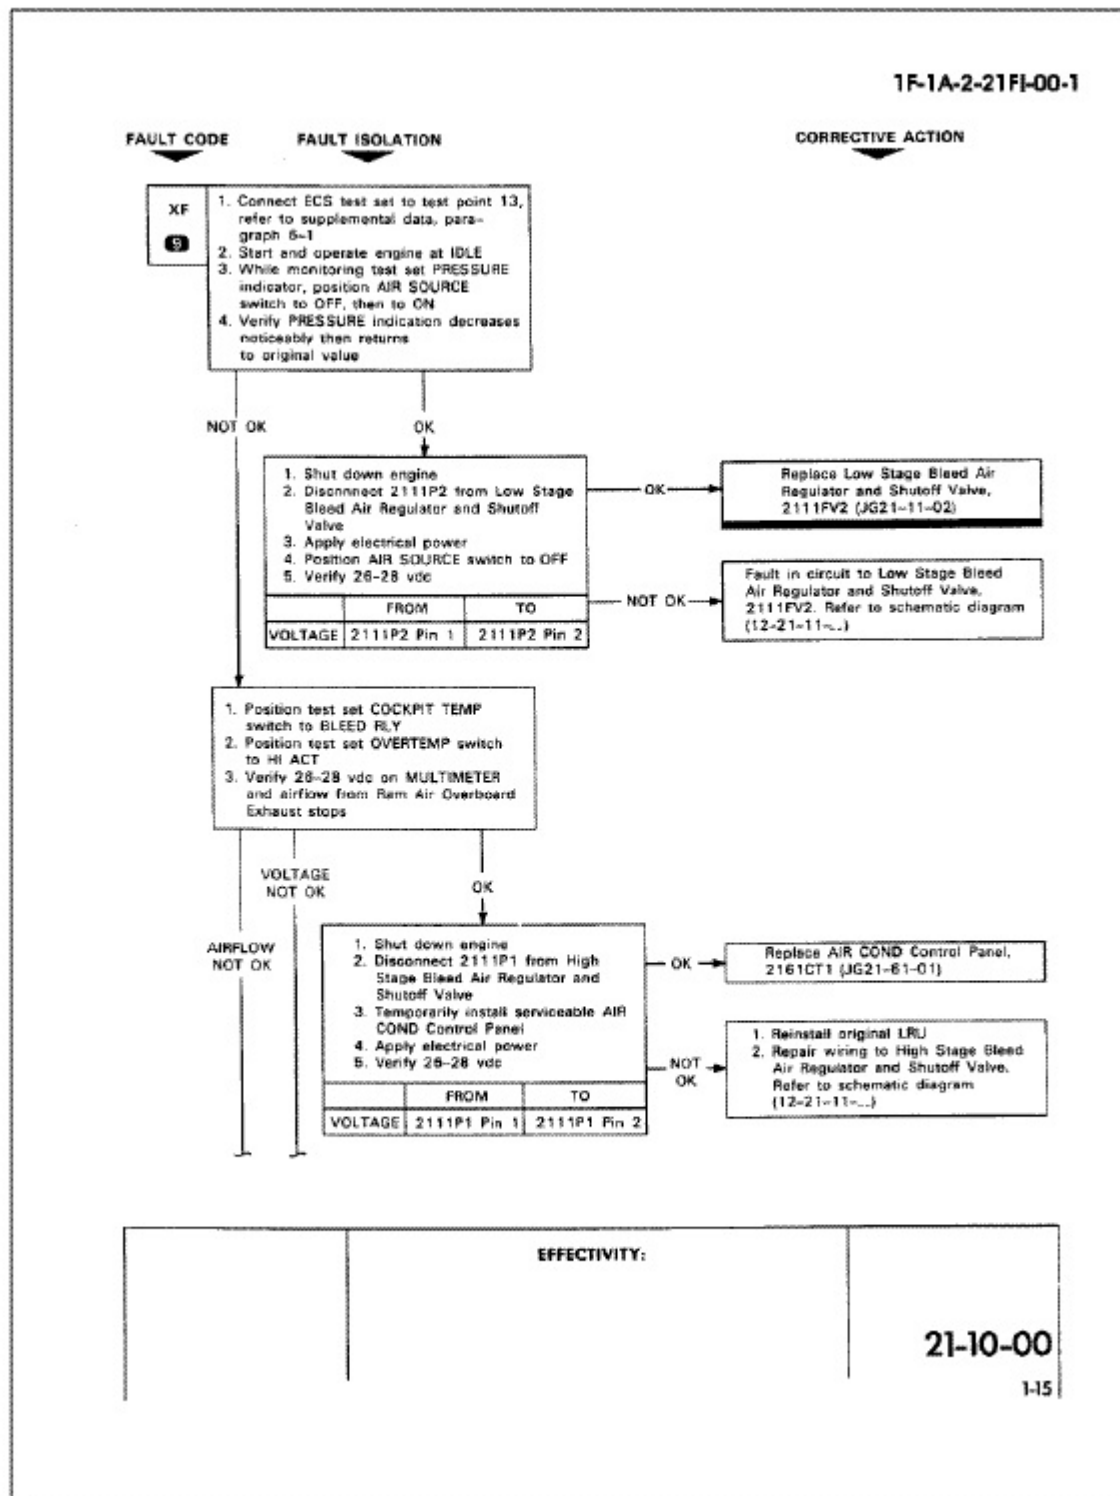 1F-1A-2-21FI-00-1
FAULT CODE
FAULT ISOLATION
CORRECTIVE ACTION
XF
9
1. Connect ECS test set to test point 13,
refer to supplemental data, para-
graph 6-1
2. Start and operate engine at IDLE
3. While monitoring test set PRESSURE
indicator, position AIR SOURCE
switch to OFF, then to ON
4. Verify PRESSURE indication decreases
noticeably then returns
to original value
NOT OK
OK
1. Shut down engine
2. Disconnnect 2111P2 from Low Stage
Bleed Air Regulator and Shutoff
Valve
3. Apply electrical power
4. Position AIR SOURCE switch to OFF
5. Verify 26-28 vdc
FROM
TO
VOLTAGE
2111P2 Pin 1
2111P2 Pin 2
OK
Replace Low Stage Bleed Air
Regulator and Shutoff Valve,
2111FV2 (JG21-11-02)
NOT OK
Fault in circuit to Low Stage Bleed
Air Regulator and Shutoff Valve,
2111FV2. Refer to schematic diagram
(12-21-11-...)
1. Position test set COCKPIT TEMP
switch to BLEED RLY
2. Position test set OVERTEMP switch
to HI ACT
3. Verify 26-28 vdc on MULTIMETER
and airflow from Ram Air Overboard
Exhaust stops
AIRFLOW
NOT OK
VOLTAGE
NOT OK
OK
1. Shut down engine
2. Disconnect 2111P1 from High
Stage Bleed Air Regulator and
Shutoff Valve
3. Temporarily install serviceable AIR
COND Control Panel
4. Apply electrical power
5. Verify 26-28 vdc
FROM
TO
VOLTAGE
2111P1 Pin 1
2111P1 Pin 2
OK
Replace AIR COND Control Panel,
2161CT1 (JG21-61-01)
NOT
OK
1. Reinstall original LRU
2. Repair wiring to High Stage Bleed
Air Regulator and Shutoff Valve.
Refer to schematic diagram
(12-21-11-...)
EFFECTIVITY:
21-10-00
1-15